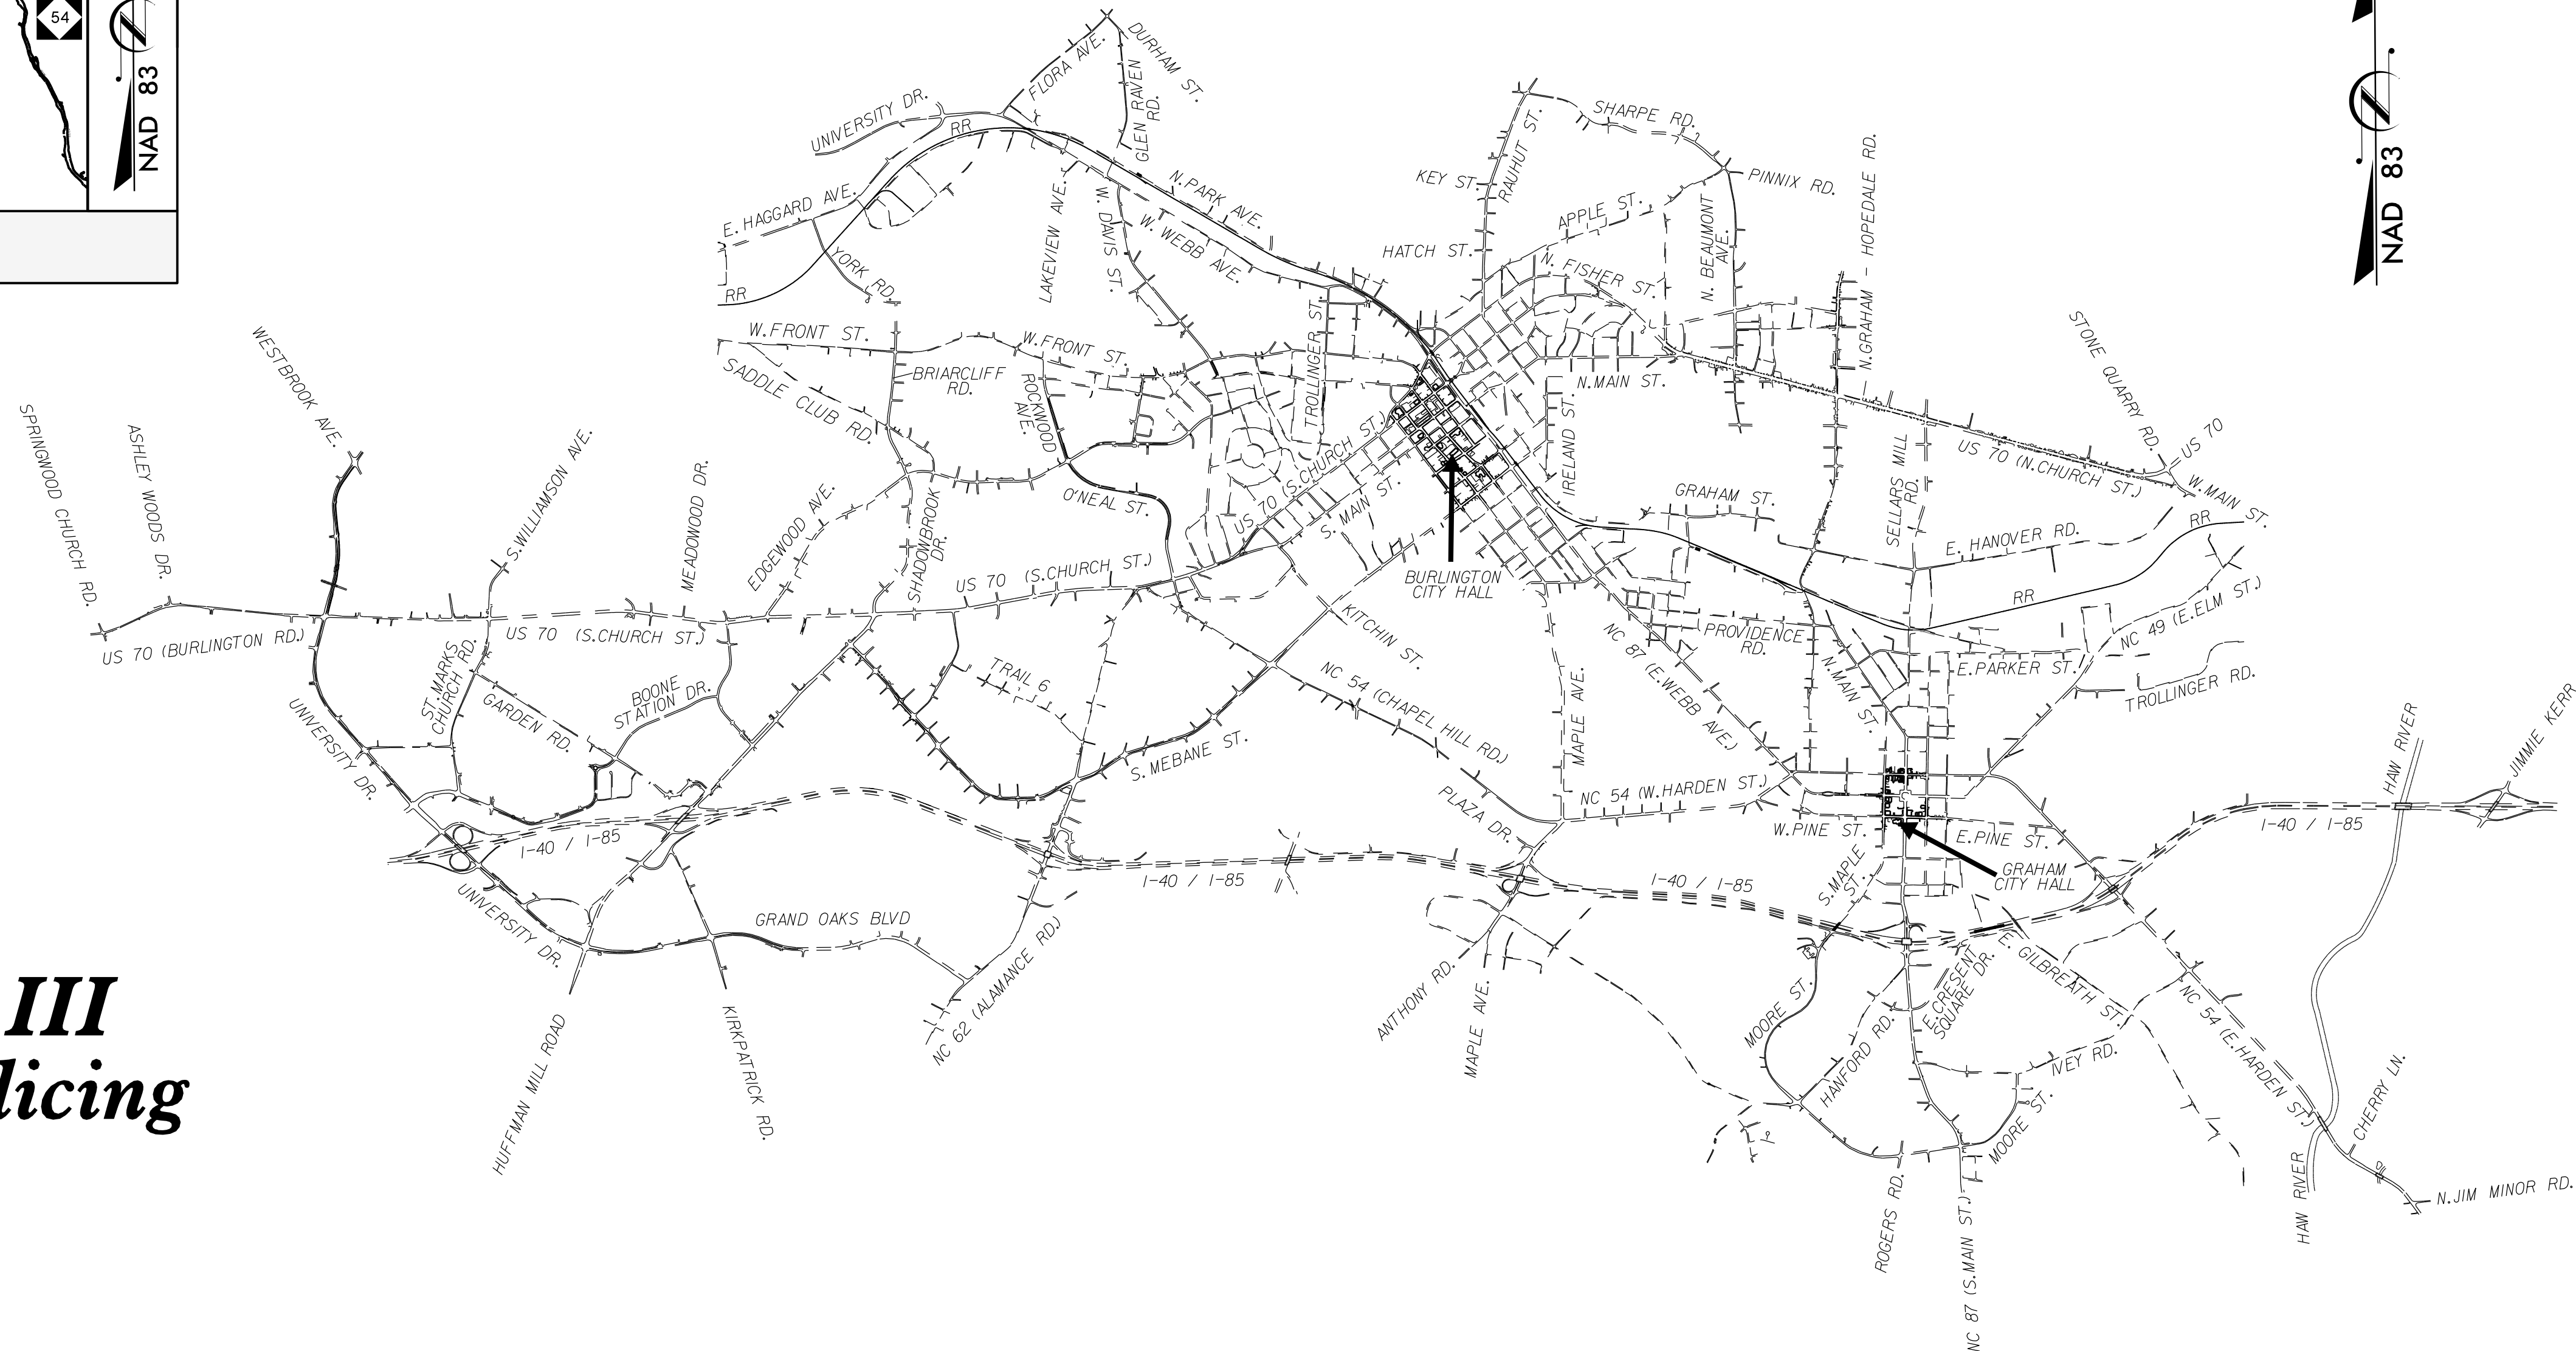 54
NAD 83
NAD 83
DURHAM ST.
FLORA AVE.
GLEN RAVEN
RD.
UNIVERSITY DR.
RR
SHARPE RD.
RAUHUT ST.
KEY ST.
PINNIX RD.
N.GRAHAM - HOPEDALE RD.
N.PARK AVE.
E. HAGGARD AVE.
LAKEVIEW AVE.
W. DAVIS ST.
W. WEBB AVE.
APPLE ST.
N. BEAUMONT
AVE.
HATCH ST.
YORK RD.
RR
N. FISHER ST.
W.FRONT ST.
W.FRONT ST.
TROLLINGER ST.
STONE QUARRY RD.
WESTBROOK AVE.
SADDLE CLUB RD.
BRIARCLIFF
RD.
ROCKWOOD
AVE.
N.MAIN ST.
SPRINGWOOD CHURCH RD.
ASHLEY WOODS DR.
S.WILLIAMSON AVE.
MEADOWOOD DR.
EDGEWOOD AVE.
SHADOWBROOK
DR.
O'NEAL ST.
US 70 (S.CHURCH ST.)
S. MAIN ST.
IRELAND ST.
SELLARS MILL
RD.
US 70 (N.CHURCH ST.)
US 70
W.MAIN ST.
GRAHAM ST.
E. HANOVER RD.
RR
US 70 (S.CHURCH ST.)
BURLINGTON
CITY HALL
RR
US 70 (BURLINGTON RD.)
US 70 (S.CHURCH ST.)
KITCHIN ST.
NC 87 (E.WEBB AVE.)
PROVIDENCE
RD.
NC 49 (E.ELM ST.)
ST.MARKS
CHURCH RD.
GARDEN RD.
BOONE
STATION DR.
TRAIL 6
NC 54 (CHAPEL HILL RD.)
MAPLE AVE.
N.MAIN ST.
E.PARKER ST.
TROLLINGER RD.
UNIVERSITY DR.
S. MEBANE ST.
HAW RIVER
JIMMIE KERR
PLAZA DR.
NC 54 (W.HARDEN ST.)
W.PINE ST.
E.PINE ST.
I-40 / I-85
I-40 / I-85
I-40 / I-85
I-40 / I-85
GRAHAM
CITY HALL
S.MAPLE
ST.
UNIVERSITY DR.
GRAND OAKS BLVD
NC 62 (ALAMANCE RD.)
ANTHONY RD.
MAPLE AVE.
MOORE ST.
HANFORD RD.
E.CRESENT
SQUARE DR.
E. GILBREATH ST.
NC 54 (E.HARDEN ST.)
IVEY RD.
MOORE ST.
CHERRY LN.
HUFFMAN MILL ROAD
KIRKPATRICK RD.
ROGERS RD.
NC 87 (S.MAIN ST.)
HAW RIVER
N.JIM MINOR RD.
III
licing